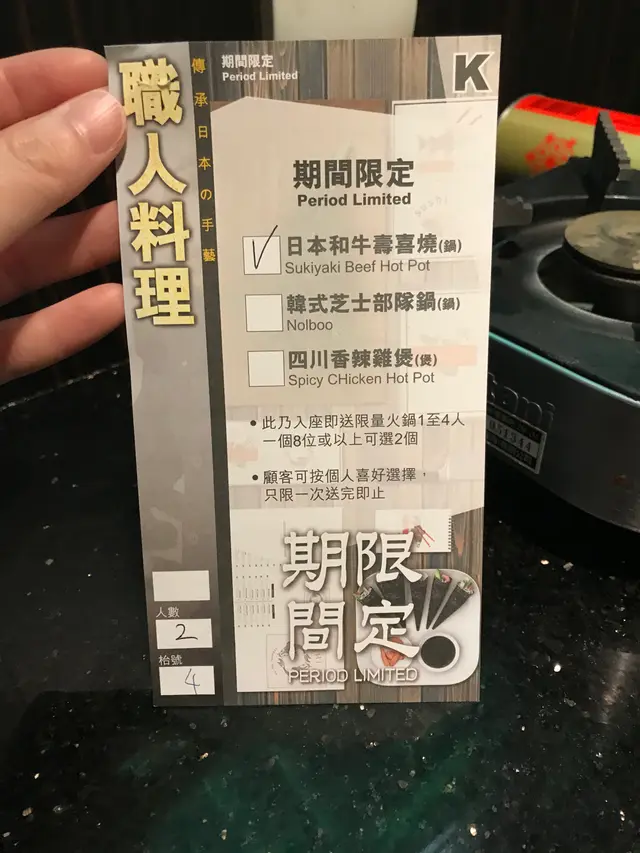 職人料理
傳承日本の手藝
期間限定
Period Limited
K
期間限定
Period Limited
V 日本和牛壽喜燒(鍋)
Sukiyaki Beef Hot Pot
韓式芝士部隊鍋(鍋)
Nolboo
四川香辣雞煲(煲)
Spicy CHicken Hot Pot
• 此乃入座即送限量火鍋1至4人
一個8位或以上可選2個
• 顧客可按個人喜好選擇，
只限一次送完即止
期限
間定
PERIOD LIMITED
人數
2
枱號
4